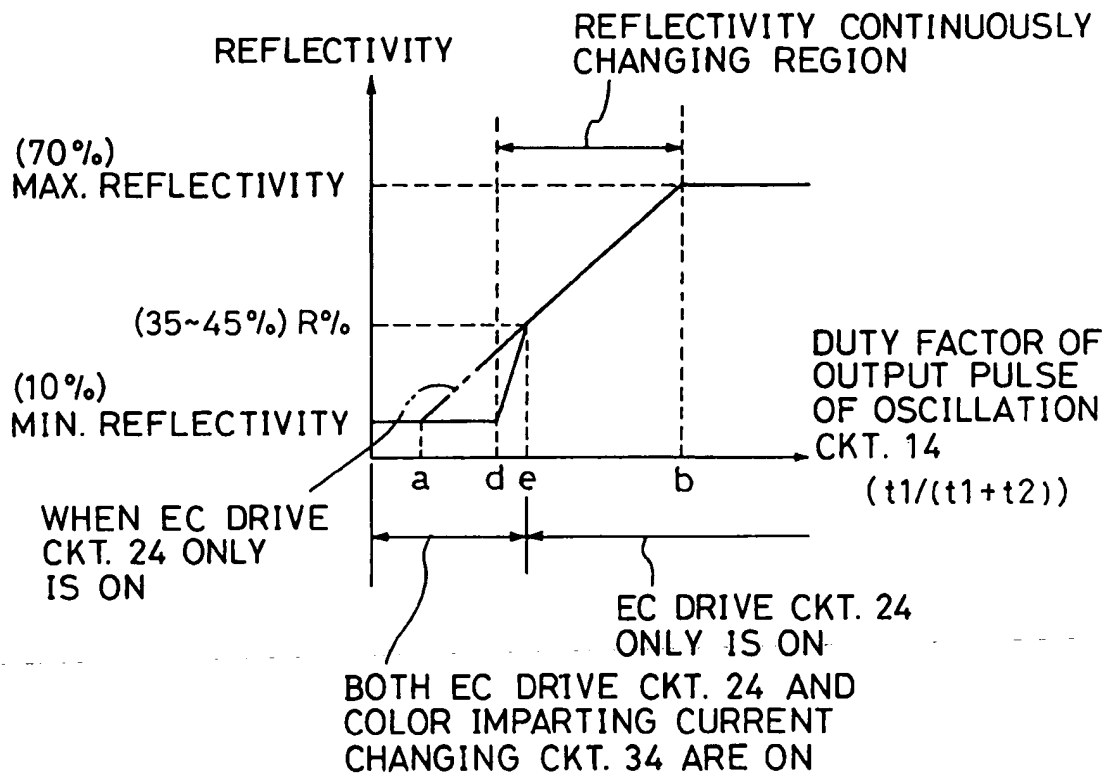 REFLECTIVITY CONTINUOUSLY
CHANGING REGION
REFLECTIVITY
(70%)
MAX. REFLECTIVITY
(35~45%) R%
(10%)
MIN. REFLECTIVITY
DUTY FACTOR OF
OUTPUT PULSE
OF OSCILLATION
CKT. 14
(t1/(t1+t2))
a
d
e
b
WHEN EC DRIVE
CKT. 24 ONLY
IS ON
EC DRIVE CKT. 24
ONLY IS ON
BOTH EC DRIVE CKT. 24 AND
COLOR IMPARTING CURRENT
CHANGING CKT. 34 ARE ON